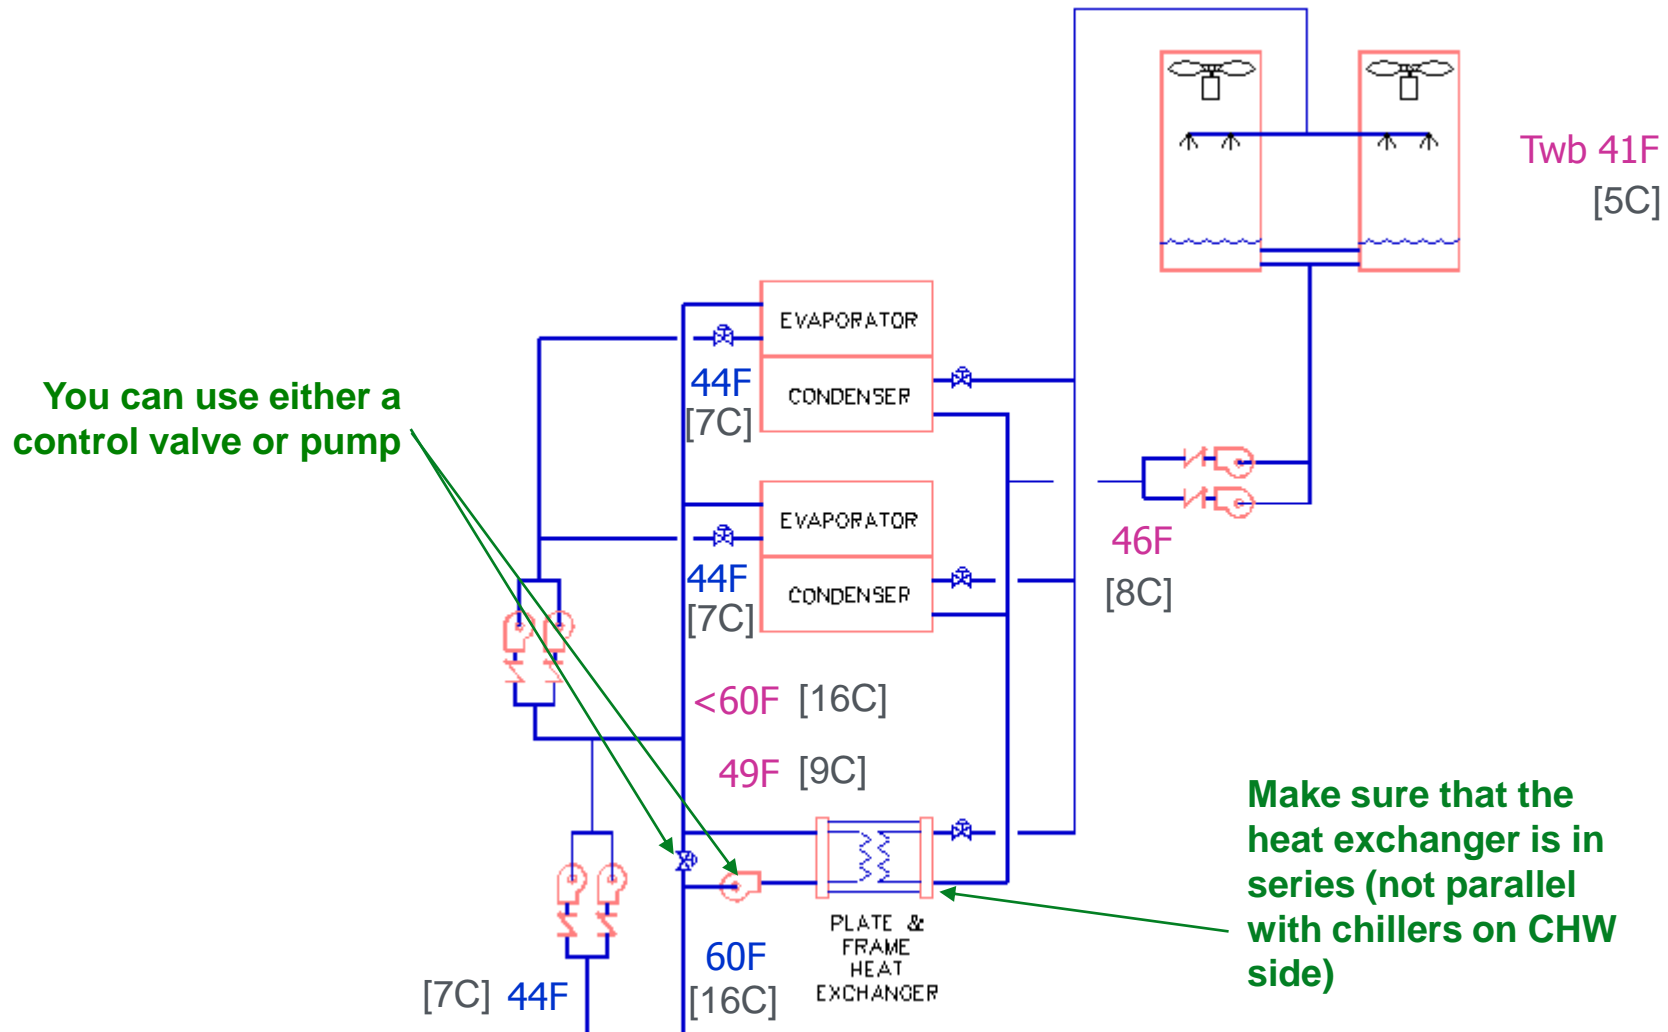 Twb 41F
[5C]
EVAPORATOR
44F
[7C]
CONDENSER
You can use either a
control valve or pump
EVAPORATOR
44F
[7C]
CONDENSER
46F
[8C]
<60F [16C]
49F [9C]
Make sure that the
heat exchanger is in
series (not parallel
with chillers on CHW
side)
PLATE &
FRAME
HEAT
EXCHANGER
60F
[16C]
[7C] 44F